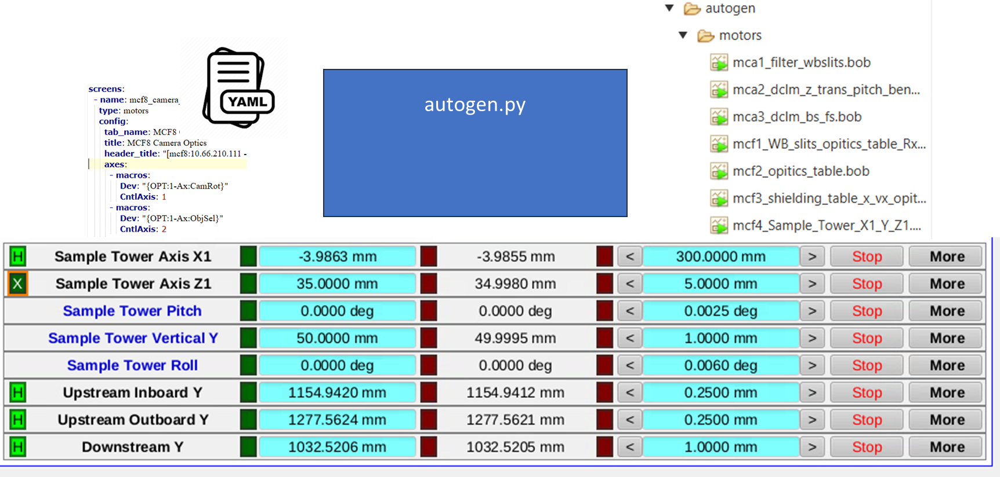 screens:
- name: mcf8_camera_
type: motors
config:
tab_name: MCF8
title: MCF8 Camera Optics
header_title: "[mcf8:10.66.210.111 -
axes:
- macros:
Dev: "{OPT:1-Ax:CamRot}"
CntlAxis: 1
- macros:
Dev: "{OPT:1-Ax:ObjSel}"
CntlAxis: 2
YAML
autogen.py
autogen
motors
mca1_filter_wbslits.bob
mca2_dclm_z_trans_pitch_ben...
mca3_dclm_bs_fs.bob
mcf1_WB_slits_opitics_table_Rx...
mcf2_opitics_table.bob
mcf3_shielding_table_x_vx_opit...
mcf4_Sample_Tower_X1_Y_Z1....
H Sample Tower Axis X1 -3.9863 mm -3.9855 mm < 300.0000 mm > Stop More
X Sample Tower Axis Z1 35.0000 mm 34.9980 mm < 5.0000 mm > Stop More
Sample Tower Pitch 0.0000 deg 0.0000 deg < 0.0025 deg > Stop More
Sample Tower Vertical Y 50.0000 mm 49.9995 mm < 1.0000 mm > Stop More
Sample Tower Roll 0.0000 deg 0.0000 deg < 0.0060 deg > Stop More
H Upstream Inboard Y 1154.9420 mm 1154.9412 mm < 0.2500 mm > Stop More
H Upstream Outboard Y 1277.5624 mm 1277.5621 mm < 0.2500 mm > Stop More
H Downstream Y 1032.5206 mm 1032.5205 mm < 1.0000 mm > Stop More